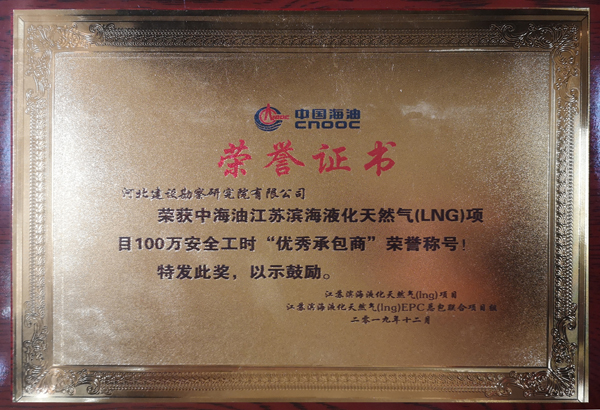 中国海油
CNOOC
荣誉证书
河北建设勘察研究院有限公司
荣获中海油江苏滨海液化天然气(LNG)项
目100万安全工时“优秀承包商”荣誉称号！
特发此奖，以示鼓励。
江苏滨海液化天然气(lng)项目
江苏滨海液化天然气(lng)EPC总包联合项目组
二零一九年十二月